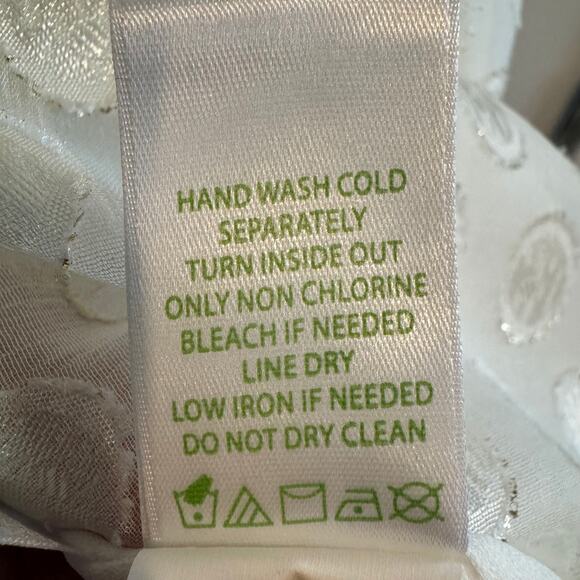 HAND WASH COLD
SEPARATELY
TURN INSIDE OUT
ONLY NON CHLORINE
BLEACH IF NEEDED
LINE DRY
LOW IRON IF NEEDED
DO NOT DRY CLEAN